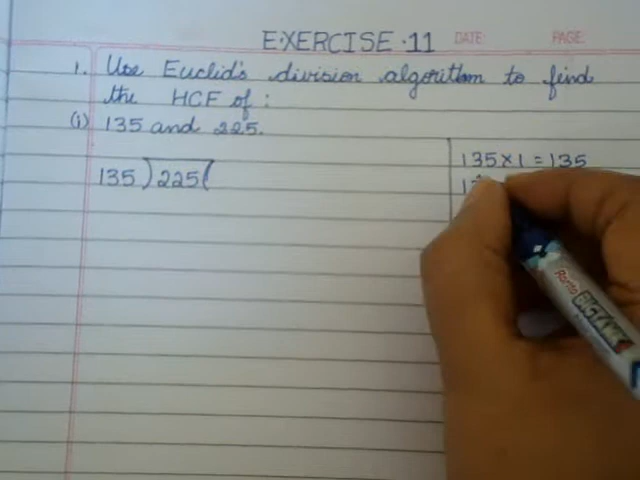 E·XERCISE·11
DATE:
PAGE:
1. Use Euclid's division algorithm to find
the HCF of :
(i) 135 and 225.
135)225(
135×1 = 135